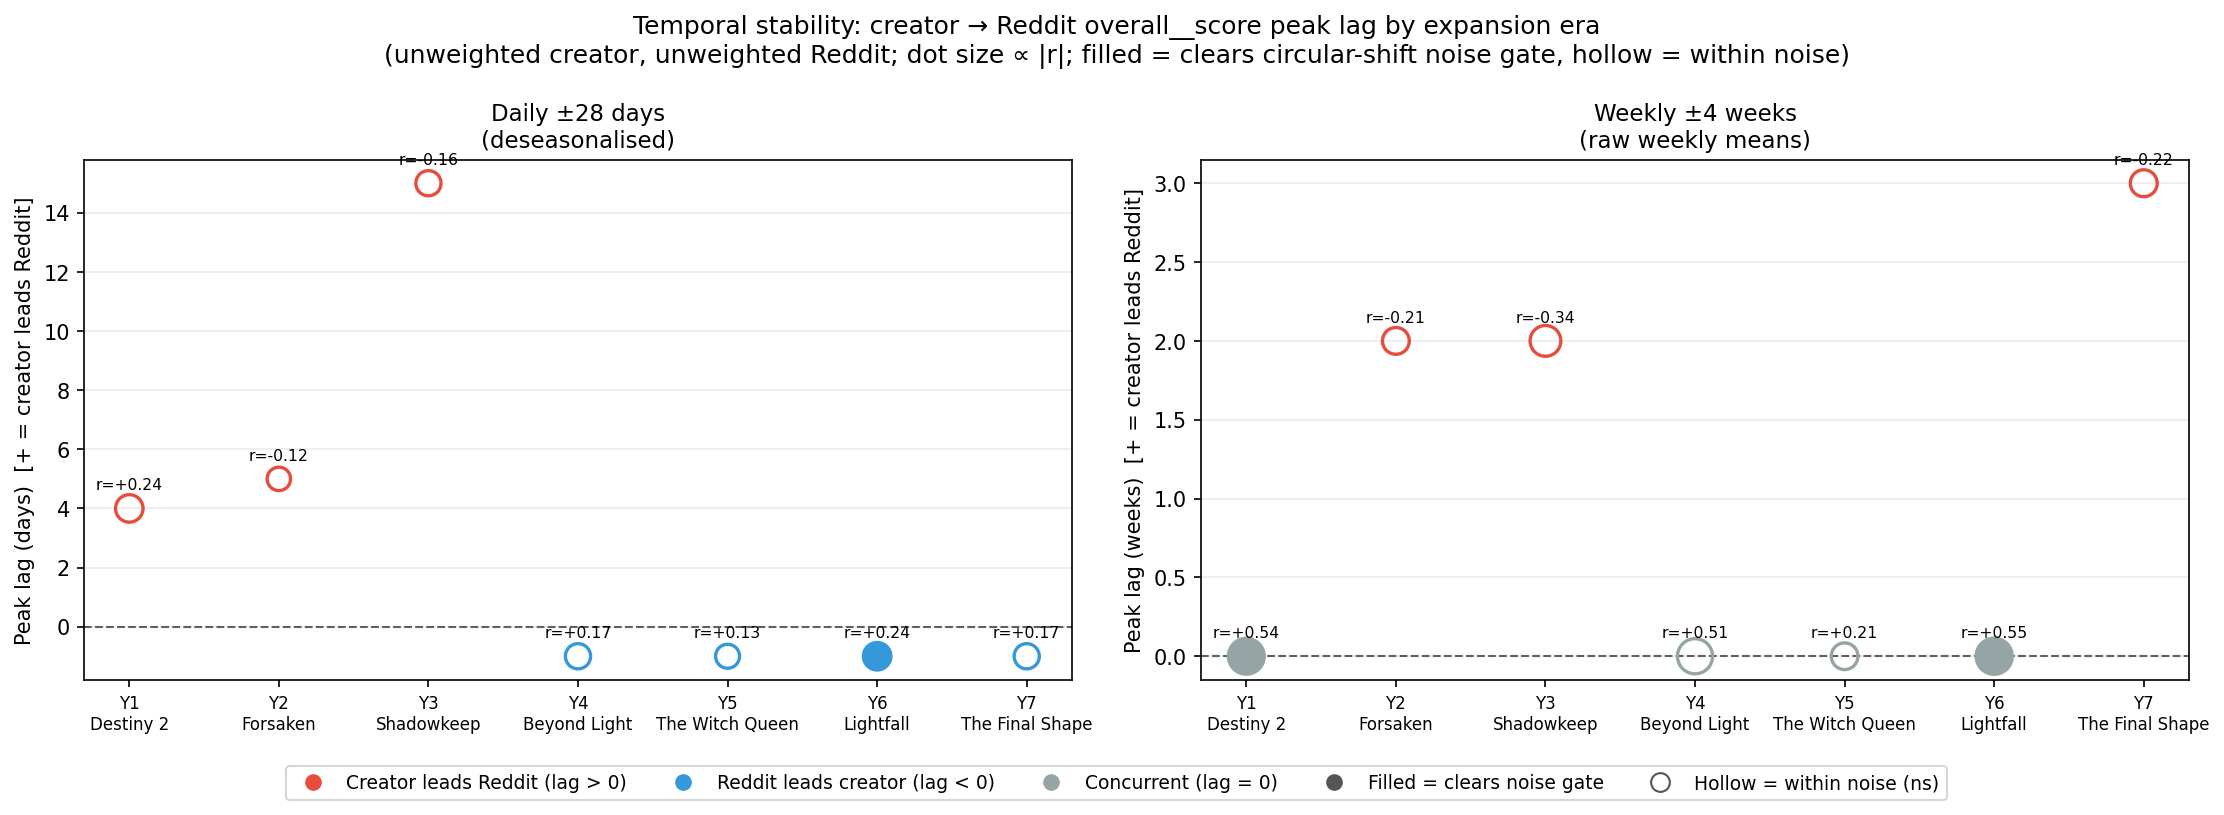 Temporal stability: creator → Reddit overall__score peak lag by expansion era
(unweighted creator, unweighted Reddit; dot size ∝ |r|; filled = clears circular-shift noise gate, hollow = within noise)
Daily ±28 days
(deseasonalised)
Peak lag (days)  [+ = creator leads Reddit]
14
12
10
8
6
4
2
0
r=+0.24
r=-0.12
r=-0.16
r=+0.17
r=+0.13
r=+0.24
r=+0.17
Y1
Destiny 2
Y2
Forsaken
Y3
Shadowkeep
Y4
Beyond Light
Y5
The Witch Queen
Y6
Lightfall
Y7
The Final Shape
Weekly ±4 weeks
(raw weekly means)
Peak lag (weeks)  [+ = creator leads Reddit]
3.0
2.5
2.0
1.5
1.0
0.5
0.0
r=+0.54
r=-0.21
r=-0.34
r=+0.51
r=+0.21
r=+0.55
r=-0.22
Y1
Destiny 2
Y2
Forsaken
Y3
Shadowkeep
Y4
Beyond Light
Y5
The Witch Queen
Y6
Lightfall
Y7
The Final Shape
Creator leads Reddit (lag > 0)
Reddit leads creator (lag < 0)
Concurrent (lag = 0)
Filled = clears noise gate
Hollow = within noise (ns)